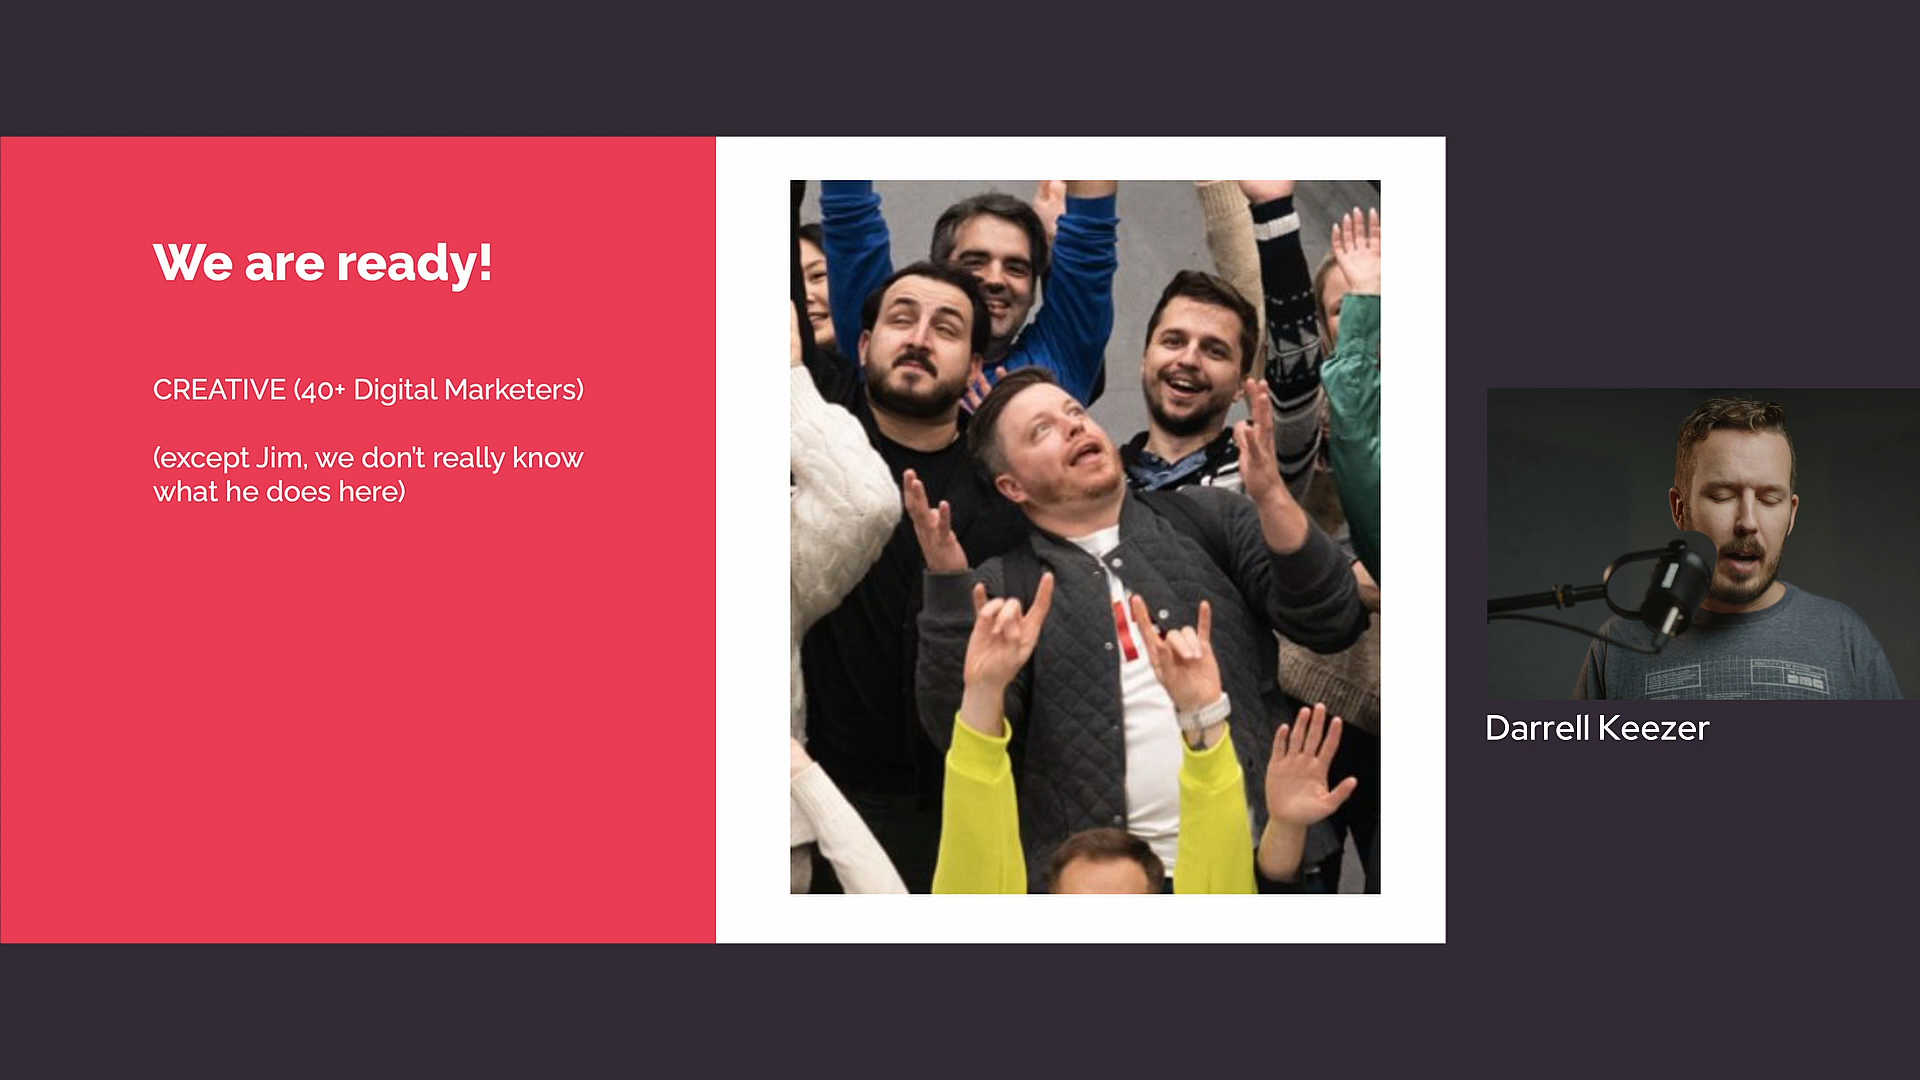 We are ready!
CREATIVE (40+ Digital Marketers)
(except Jim, we don't really know
what he does here)
Darrell Keezer